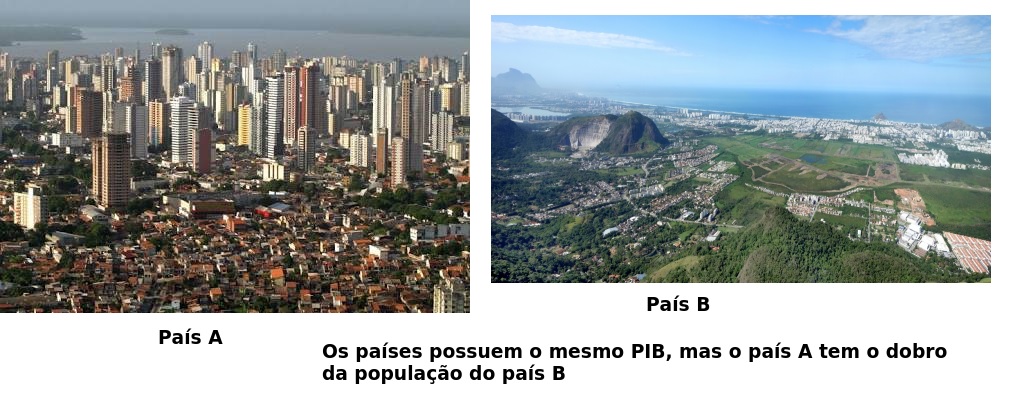 País A
País B
Os países possuem o mesmo PIB, mas o país A tem o dobro
da população do país B